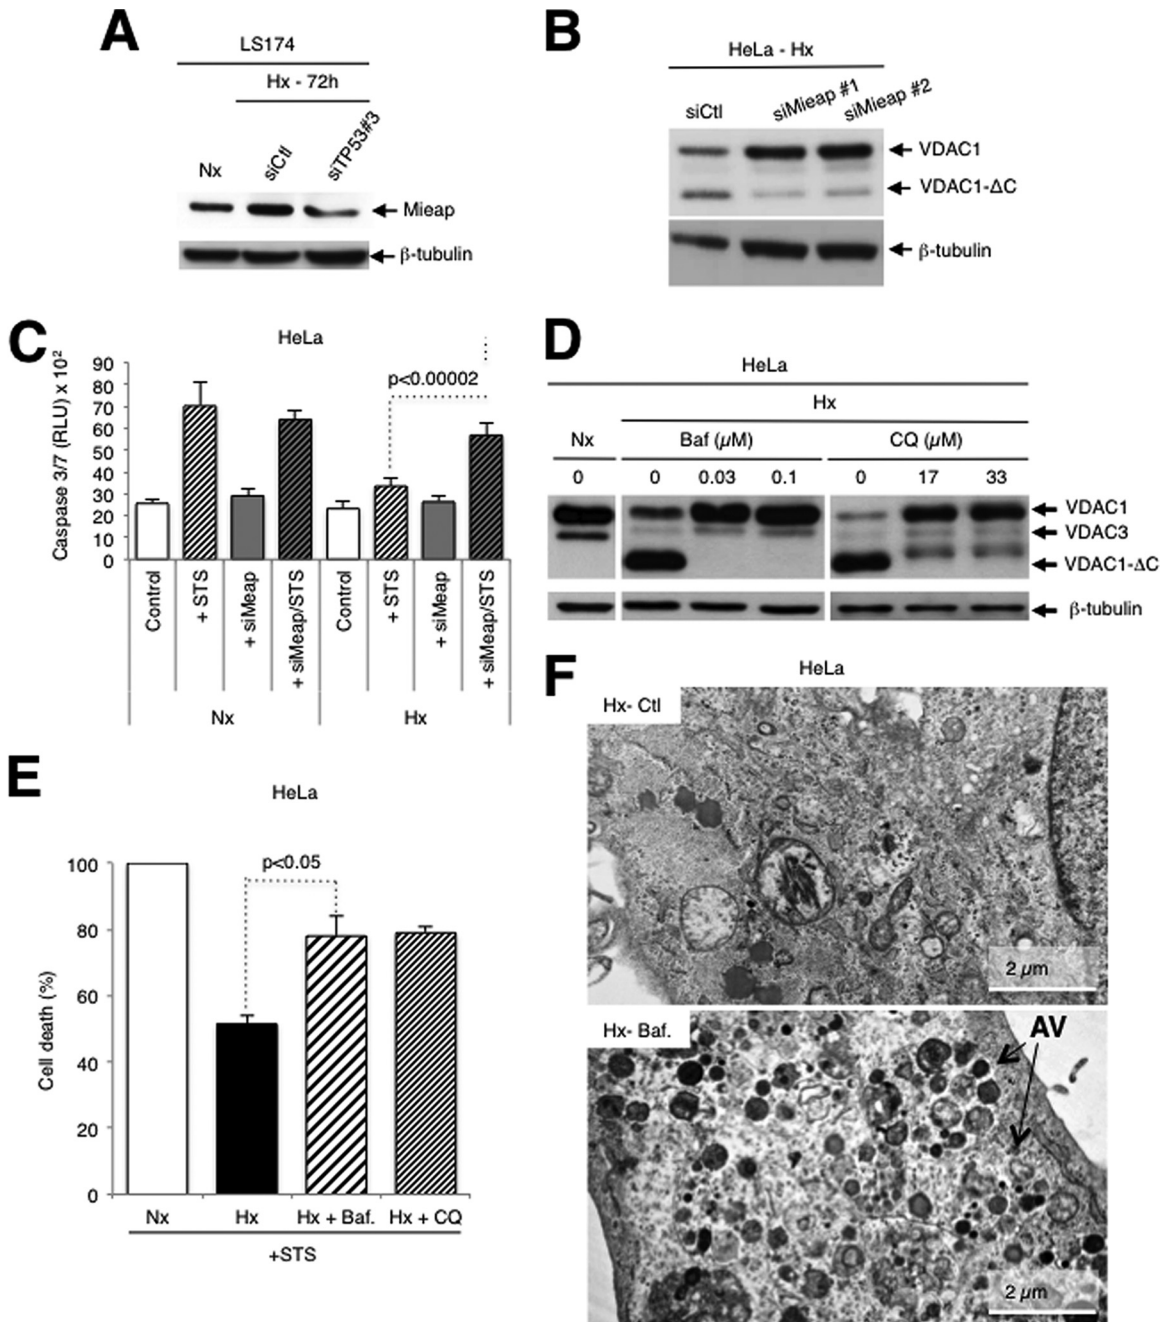 A
LS174
Hx - 72h
Nx
siCtl
siTP53#3
Mieap
β-tubulin
B
HeLa - Hx
siCtl
siMieap #1
siMieap #2
VDAC1
VDAC1-ΔC
β-tubulin
C
HeLa
Caspase 3/7 (RLU) x 10²
90
80
70
60
50
40
30
20
10
0
p<0.00002
Control
+ STS
+ siMeap
+ siMeap/STS
Control
+ STS
+ siMeap
+ siMeap/STS
Nx
Hx
D
HeLa
Hx
Nx
Baf (µM)
CQ (µM)
0
0
0.03
0.1
0
17
33
VDAC1
VDAC3
VDAC1-ΔC
β-tubulin
E
HeLa
Cell death (%)
100
80
60
40
20
0
p<0.05
Nx
Hx
Hx + Baf.
Hx + CQ
+STS
F
HeLa
Hx- Ctl
2 µm
Hx- Baf.
AV
2 µm